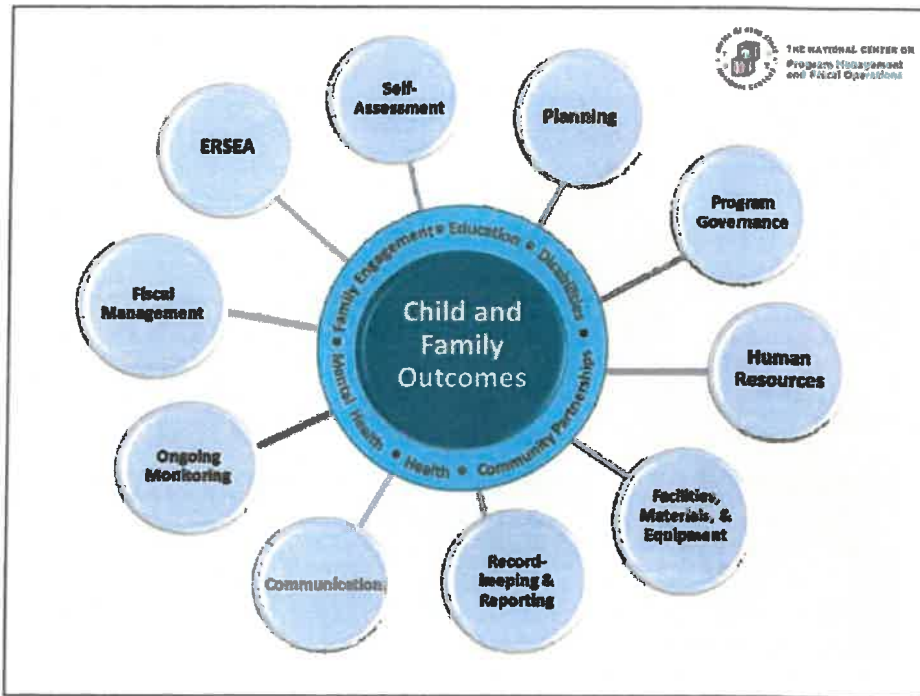 THE NATIONAL CENTER ON
Program Management
and Fiscal Operations
Self-
Assessment
Planning
ERSEA
Program
Governance
Fiscal
Management
Human
Resources
Ongoing
Monitoring
Facilities,
Materials, &
Equipment
Communication
Record-
keeping &
Reporting
Family Engagement • Education • Disabilities • Community Partnerships • Health • Mental Health •
Child and
Family
Outcomes